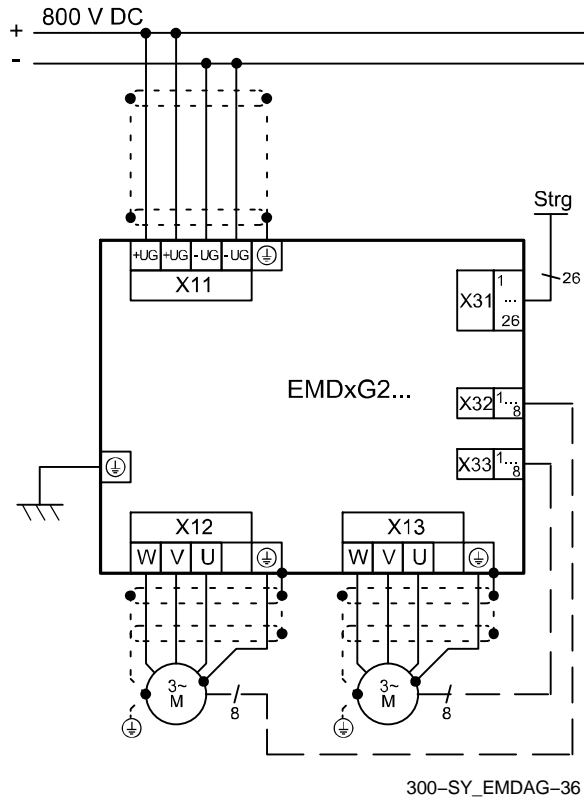 800 V DC
+
-
Strg
+UG +UG -UG -UG
X11
26
X31 1 ... 26
EMDxG2...
X32 1...8
X33 1...8
X12
X13
W V U
W V U
3~ M
3~ M
8
8
300–SY_EMDAG–36